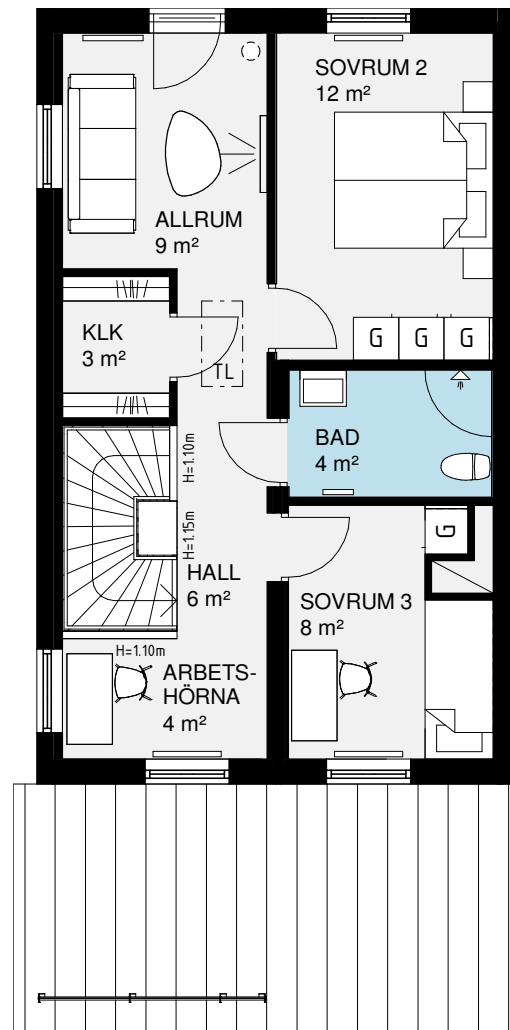 SOVRUM 2
12 m²
ALLRUM
9 m²
KLK
3 m²
TL
G G G
BAD
4 m²
H=1.10m
H=1.15m
HALL
6 m²
G
SOVRUM 3
8 m²
H=1.10m
ARBETS-
HÖRNA
4 m²